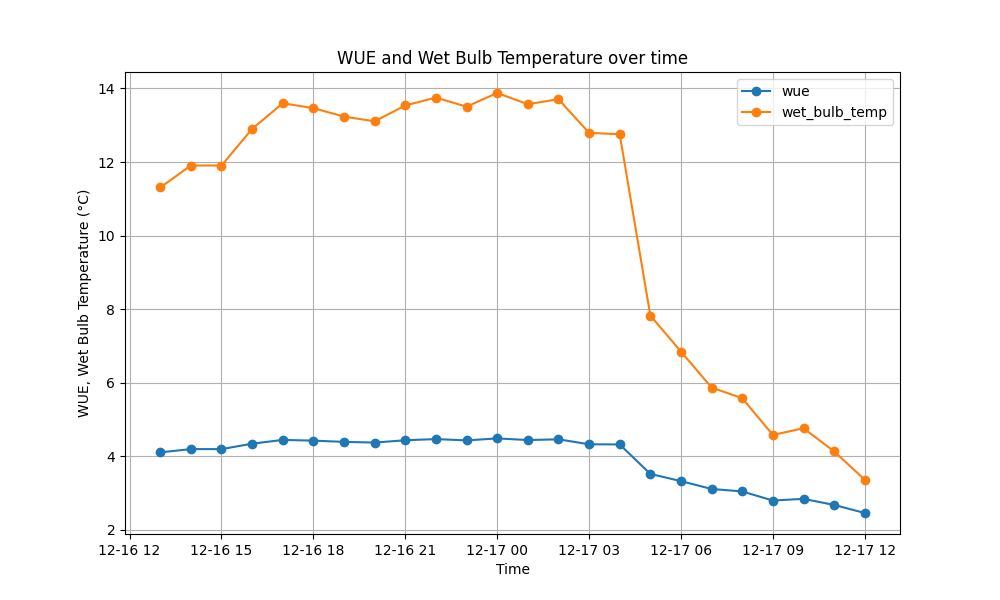 WUE and Wet Bulb Temperature over time
wue
wet_bulb_temp
WUE, Wet Bulb Temperature (°C)
14
12
10
8
6
4
2
12-16 12 12-16 15 12-16 18 12-16 21 12-17 00 12-17 03 12-17 06 12-17 09 12-17 12
Time